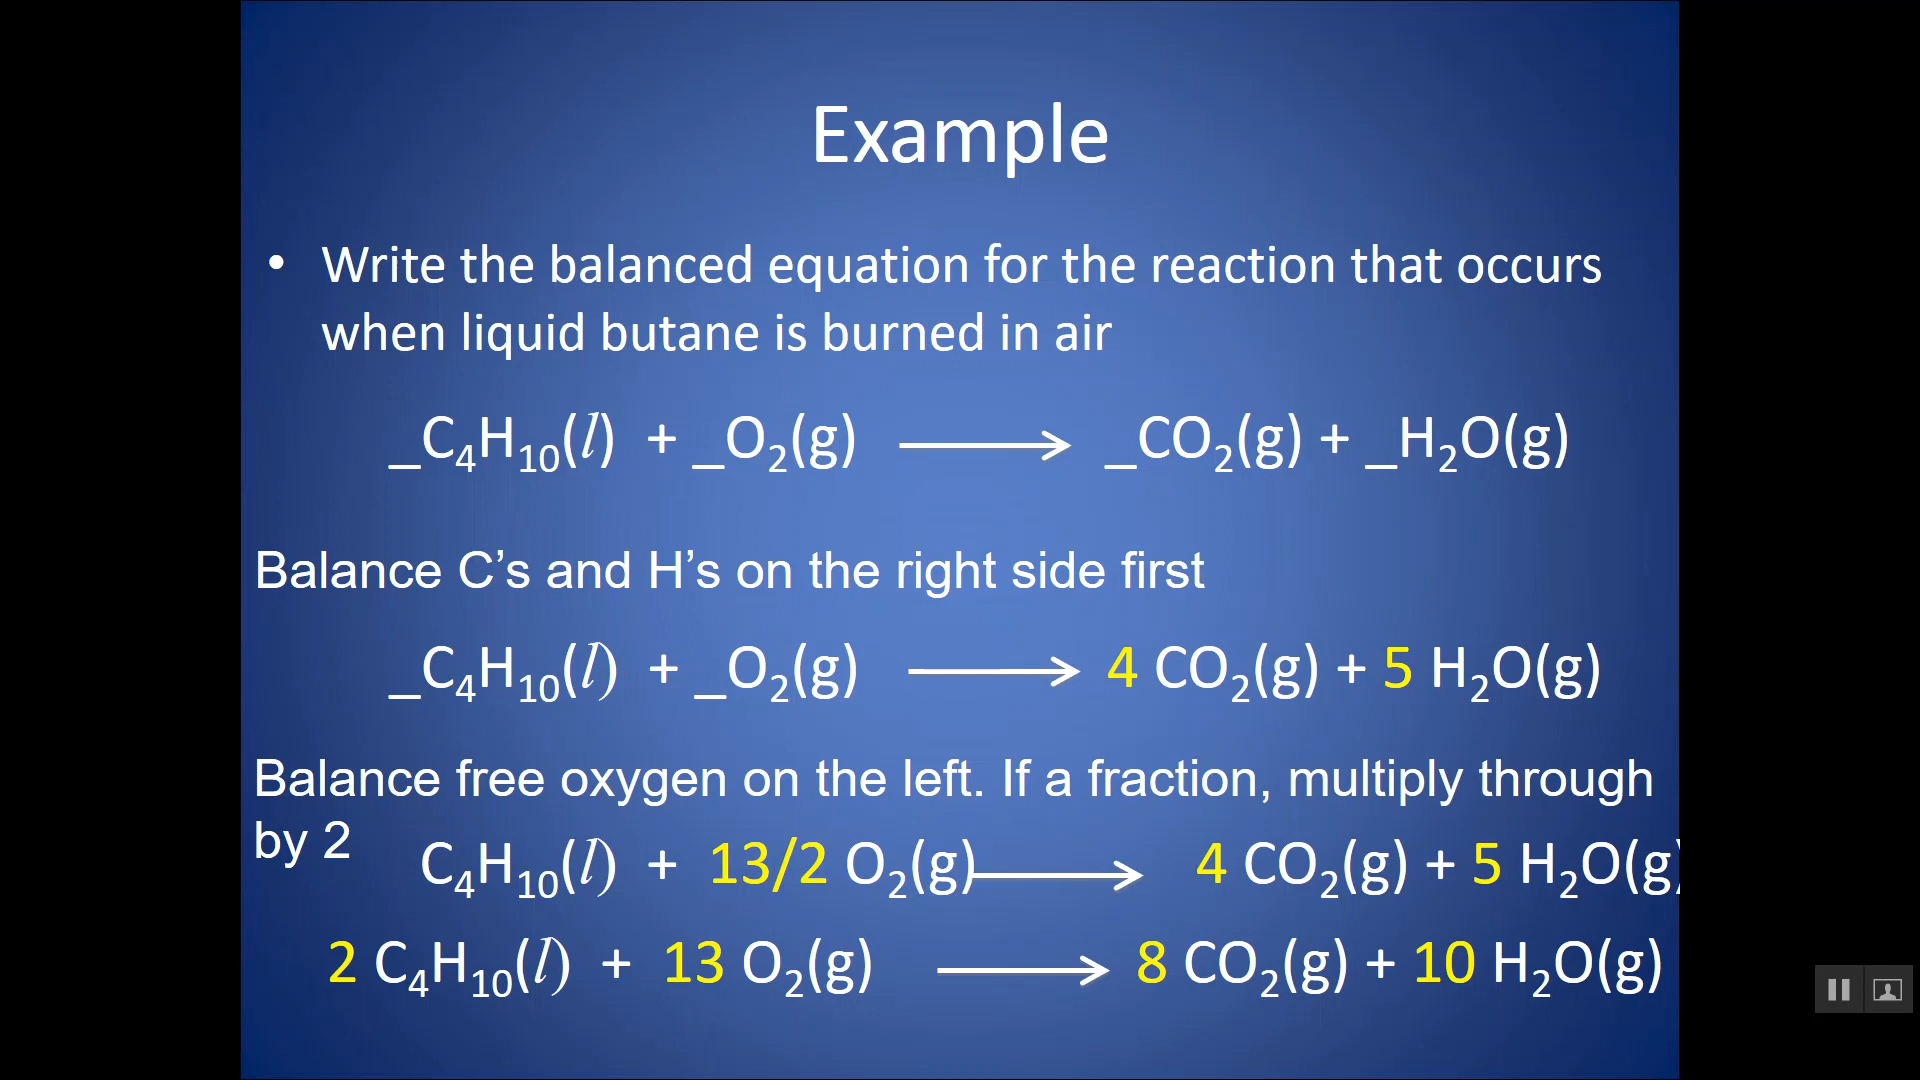 Example
• Write the balanced equation for the reaction that occurs
when liquid butane is burned in air
_C₄H₁₀(l) + _O₂(g) ⟶ _CO₂(g) + _H₂O(g)
Balance C’s and H’s on the right side first
_C₄H₁₀(l) + _O₂(g) ⟶ 4 CO₂(g) + 5 H₂O(g)
Balance free oxygen on the left. If a fraction, multiply through
by 2
C₄H₁₀(l) + 13/2 O₂(g) ⟶ 4 CO₂(g) + 5 H₂O(g)
2 C₄H₁₀(l) + 13 O₂(g) ⟶ 8 CO₂(g) + 10 H₂O(g)